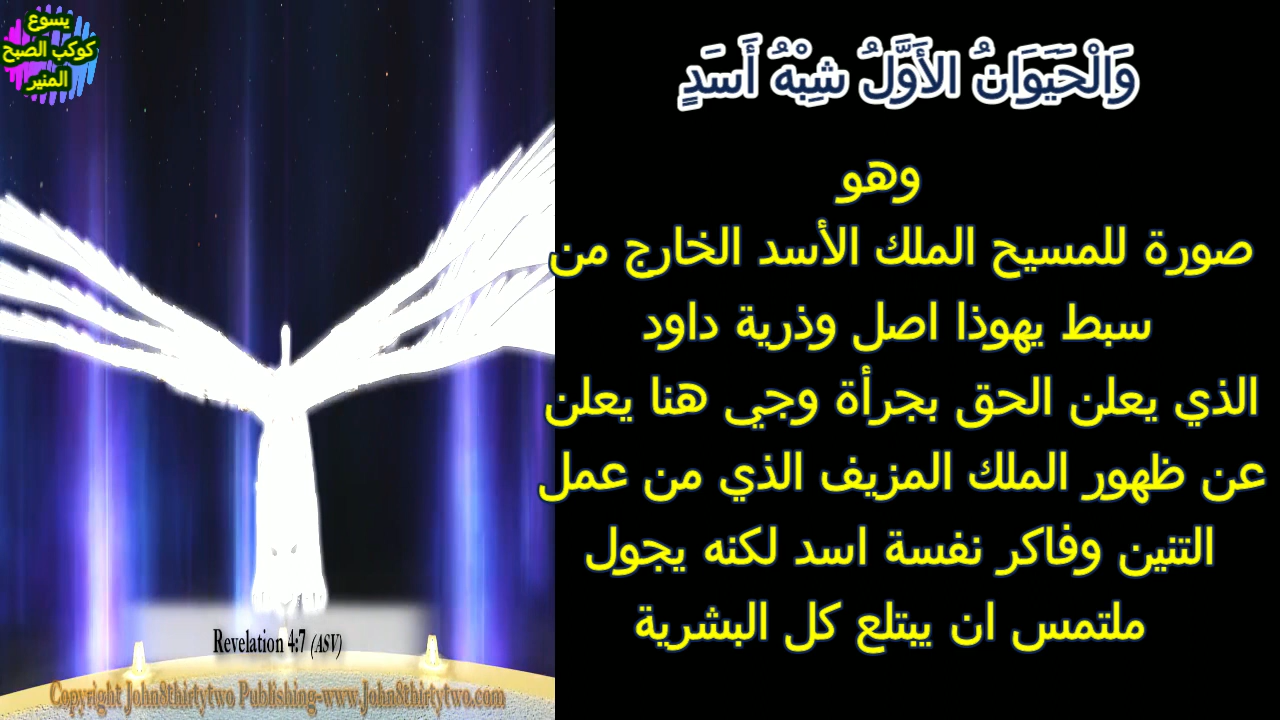 يسوع
كوكب الصبح
المنير
وَالْحَيَوَانُ الأَوَّلُ شِبْهُ أَسَدٍ
وهو
صورة للمسيح الملك الأسد الخارج من
سبط يهوذا اصل وذرية داود
الذي يعلن الحق بجرأة وجي هنا يعلن
عن ظهور الملك المزيف الذي من عمل
التنين وفاكر نفسة اسد لكنه يجول
ملتمس ان يبتلع كل البشرية
Revelation 4:7 (ASV)
Copyright John8thirtytwo Publishing-www.John8thirtytwo.com